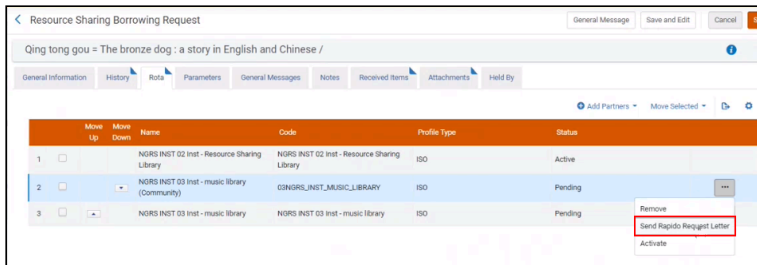 Resource Sharing Borrowing Request
General Message Save and Edit Cancel
Qing tong gou = The bronze dog : a story in English and Chinese /
General Information History Rota Parameters General Messages Notes Received Items Attachments Held By
Add Partners Move Selected
Move Up Move Down Name Code Profile Type Status
1 NGRS INST 02 Inst - Resource Sharing Library NGRS INST 02 Inst - Resource Sharing Library ISO Active
2 NGRS INST 03 Inst - music library (Community) 03NGRS_INST_MUSIC_LIBRARY ISO Pending
3 NGRS INST 03 Inst - music library NGRS INST 03 Inst - music library ISO Pending
Remove
Send Rapido Request Letter
Activate